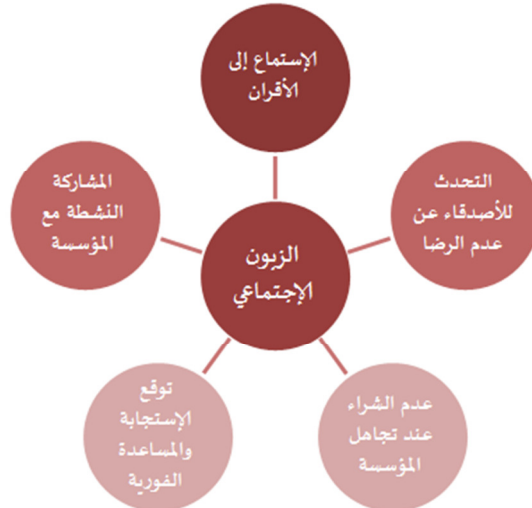 الإستماع إلى
الأقران
التحدث
للأصدقاء عن
عدم الرضا
عدم الشراء
عند تجاهل
المؤسسة
توقع
الإستجابة
والمساعدة
الفورية
المشاركة
النشطة مع
المؤسسة
الزبون
الإجتماعي